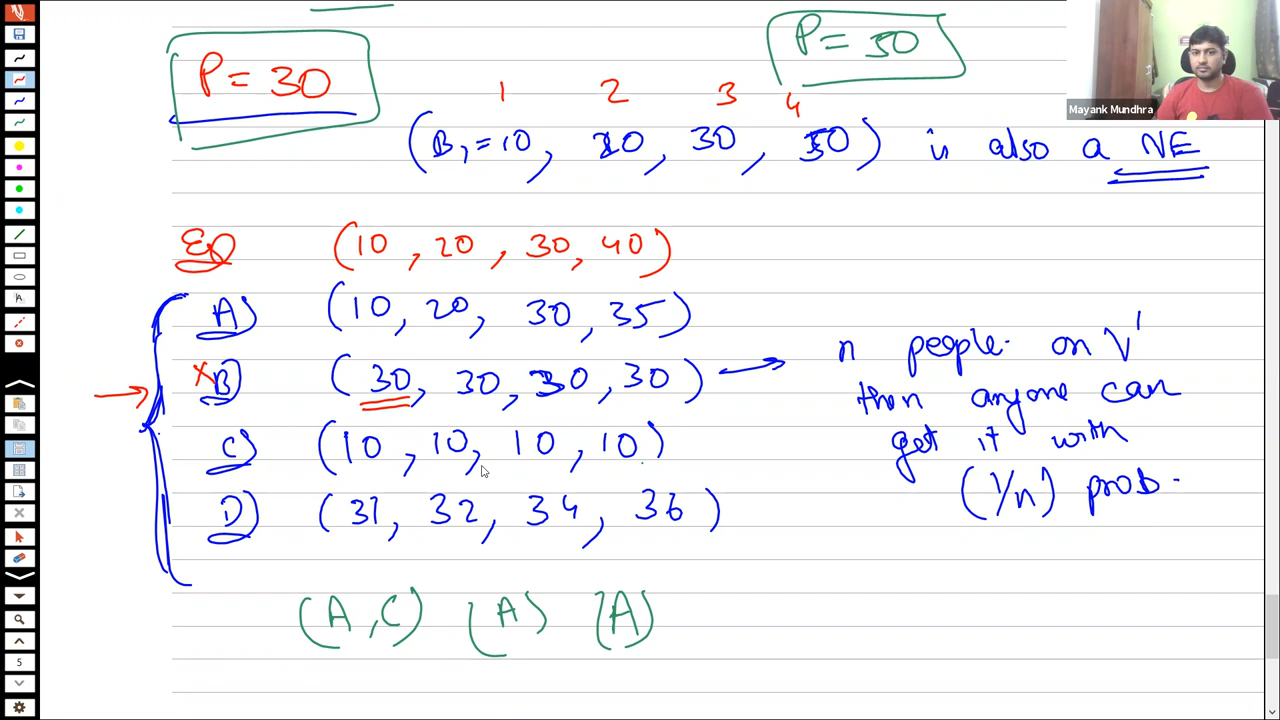 P = 30
P = 50
Mayank Mundhra
1 2 3 4
(B₁ = 10, 20, 30, 50) is also a NE
(10, 20, 30, 40)
A) (10, 20, 30, 35)
×B) (30, 30, 30, 30) → n people on V'
then anyone can
C) (10, 10, 10, 10) get it with
(1/n) prob.
D) (31, 32, 34, 36)
(A, C) (A) (A)
5